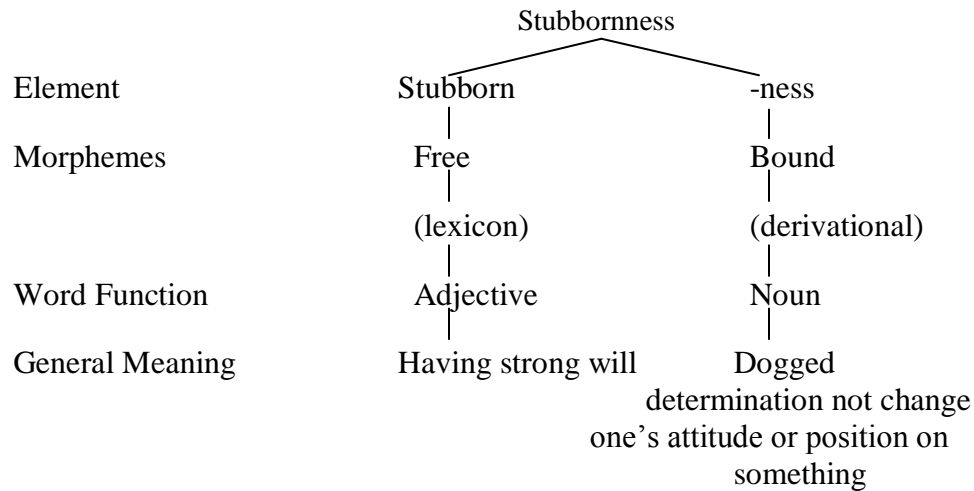 Stubbornness
Element Stubborn -ness
Morphemes Free Bound
(lexicon) (derivational)
Word Function Adjective Noun
General Meaning Having strong will Dogged
determination not change
one’s attitude or position on
something